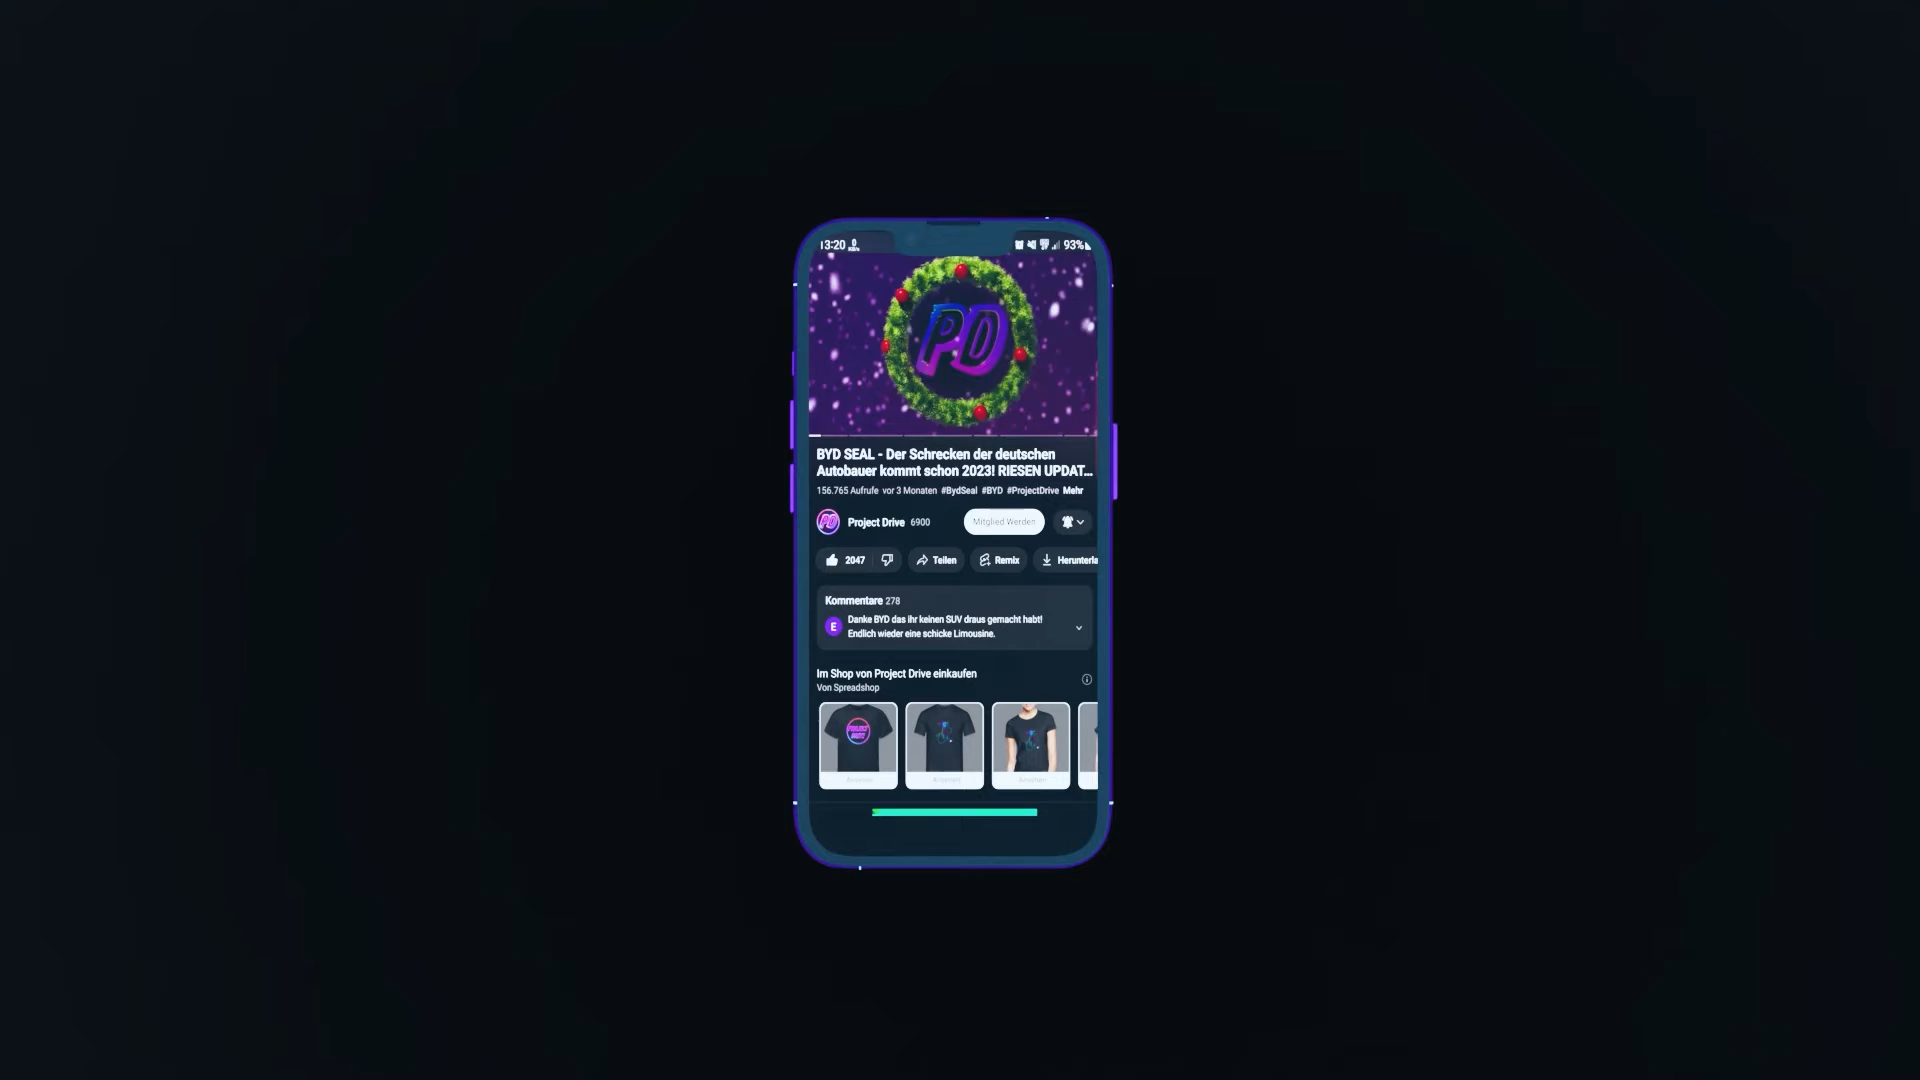 13:20 0 KB/s 93%
PD
BYD SEAL - Der Schrecken der deutschen
Autobauer kommt schon 2023! RIESEN UPDAT...
156.765 Aufrufe vor 3 Monaten #BydSeal #BYD #ProjectDrive Mehr
PD Project Drive 6900 Mitglied Werden
2047 Teilen Remix Herunterla
Kommentare 278
E Danke BYD das ihr keinen SUV draus gemacht habt!
Endlich wieder eine schicke Limousine.
Im Shop von Project Drive einkaufen
Von Spreadshop